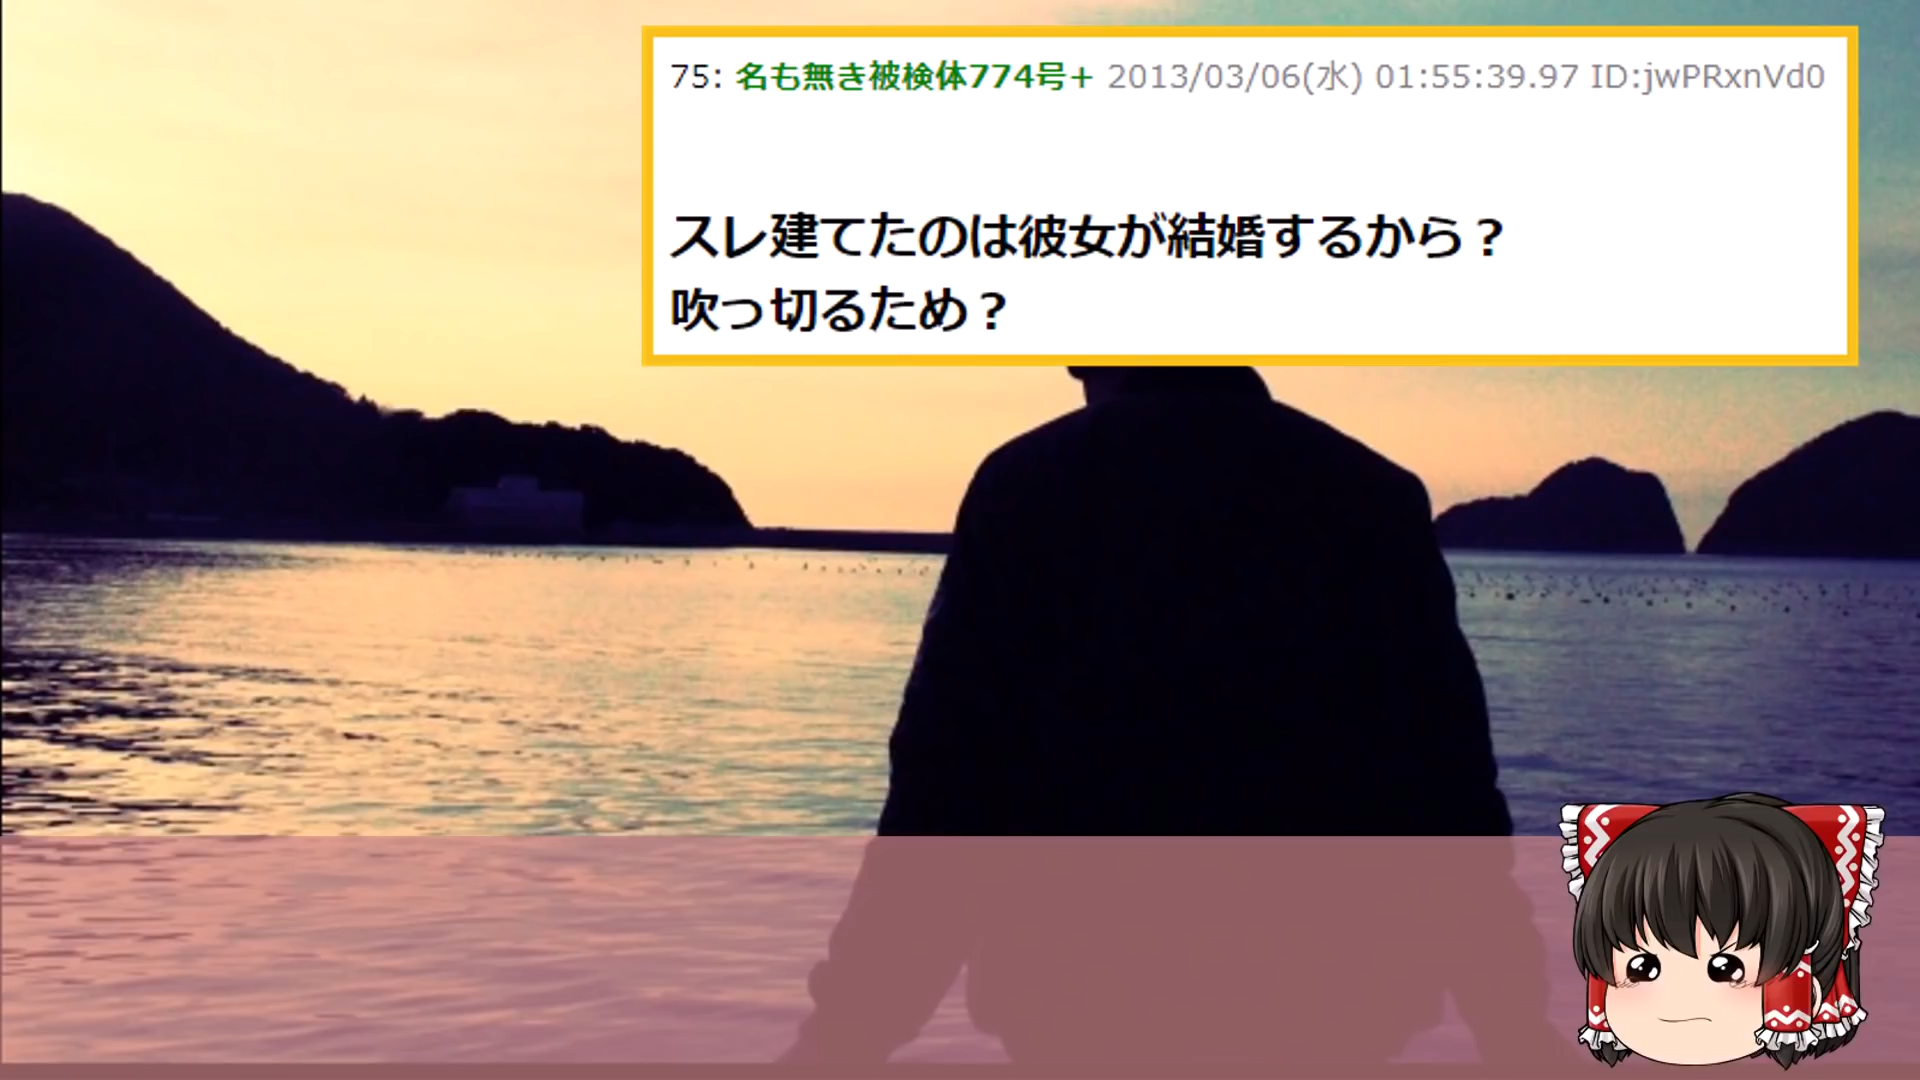 75: 名も無き被検体774号+ 2013/03/06(水) 01:55:39.97 ID:jwPRxnVd0
スレ建てたのは彼女が結婚するから？
吹っ切るため？